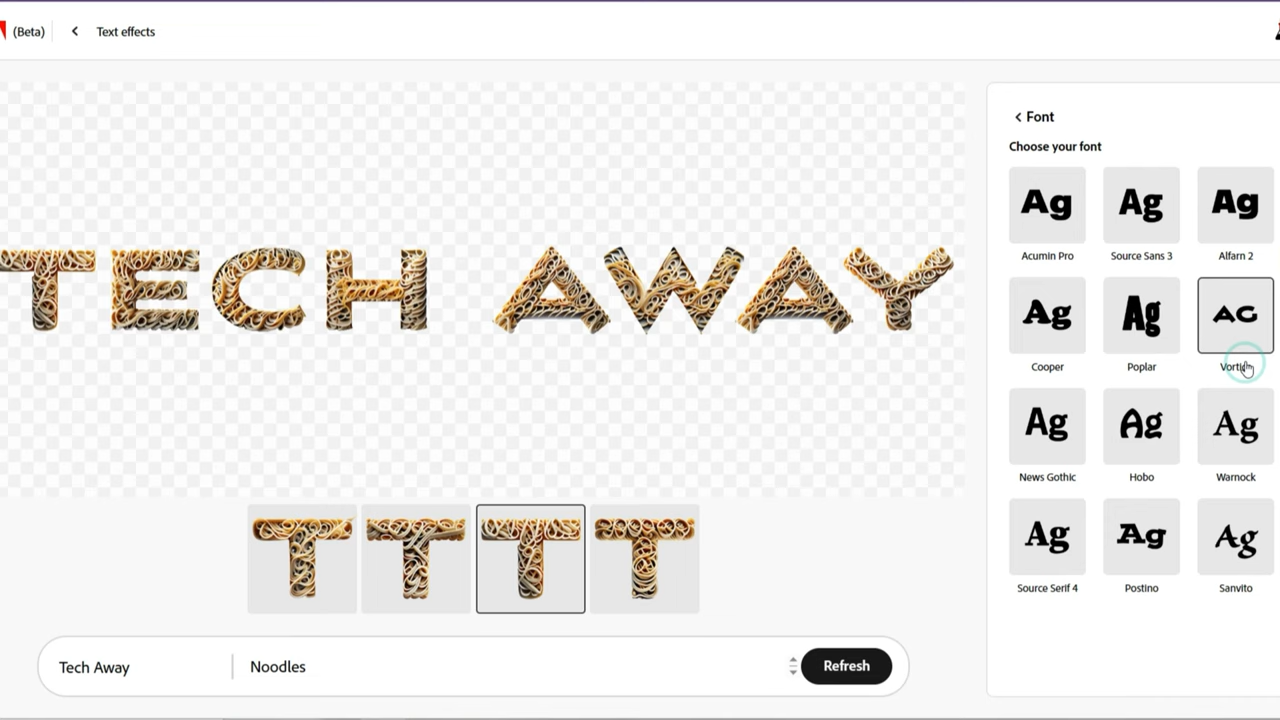 (Beta)
Text effects
TECH AWAY
T T T T
Tech Away
Noodles
Refresh
Font
Choose your font
Ag Ag Ag
Acumin Pro Source Sans 3 Alfarn 2
Ag Ag AG
Cooper Poplar
Ag Ag Ag
News Gothic Hobo Warnock
Ag Ag Ag
Source Serif 4 Postino Sanvito